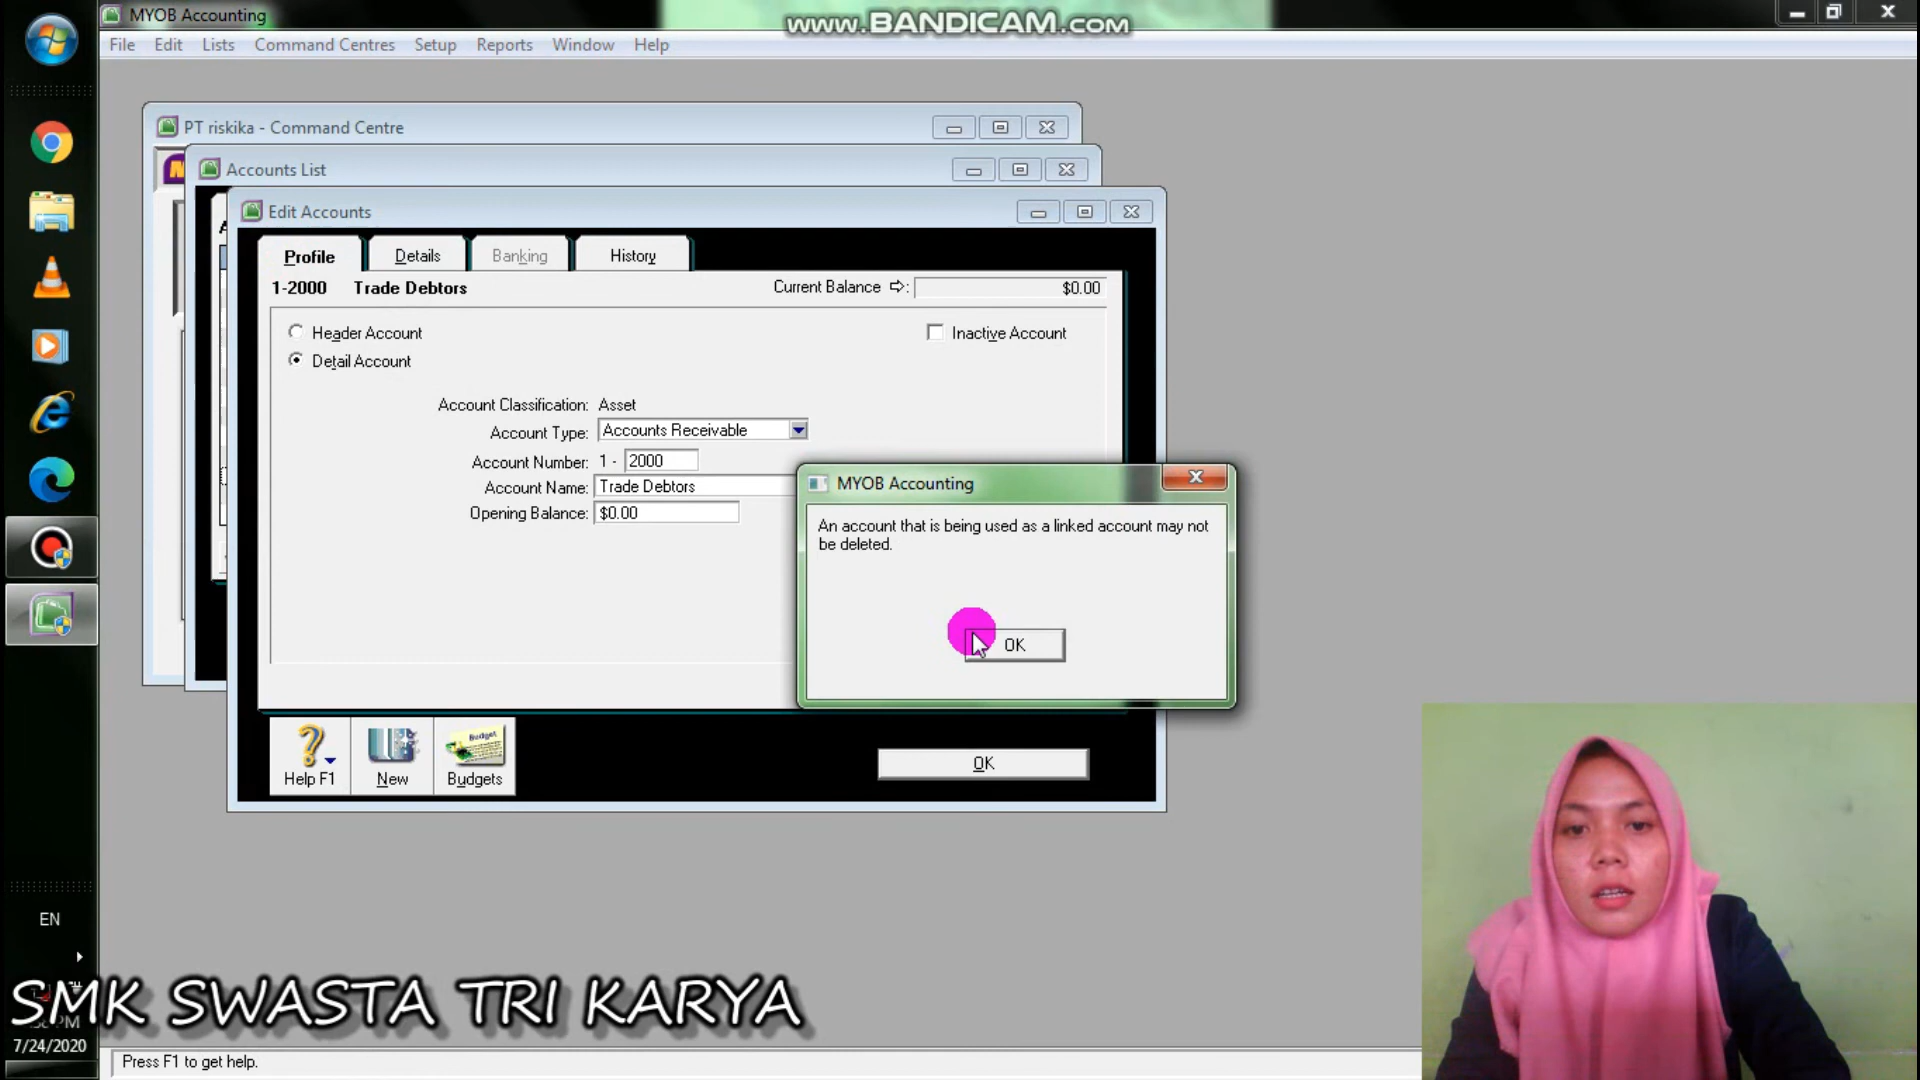 MYOB Accounting
www.BANDICAM.com
File Edit Lists Command Centres Setup Reports Window Help
PT riskika - Command Centre
Accounts List
Edit Accounts
Profile Details Banking History
1-2000 Trade Debtors Current Balance : $0.00
Header Account Inactive Account
Detail Account
Account Classification: Asset
Account Type: Accounts Receivable
Account Number: 1 - 2000
Account Name: Trade Debtors
Opening Balance: $0.00
MYOB Accounting
An account that is being used as a linked account may not
be deleted.
OK
Help F1 New Budgets
Budget
OK
EN
SMK SWASTA TRI KARYA
PM
7/24/2020
Press F1 to get help.